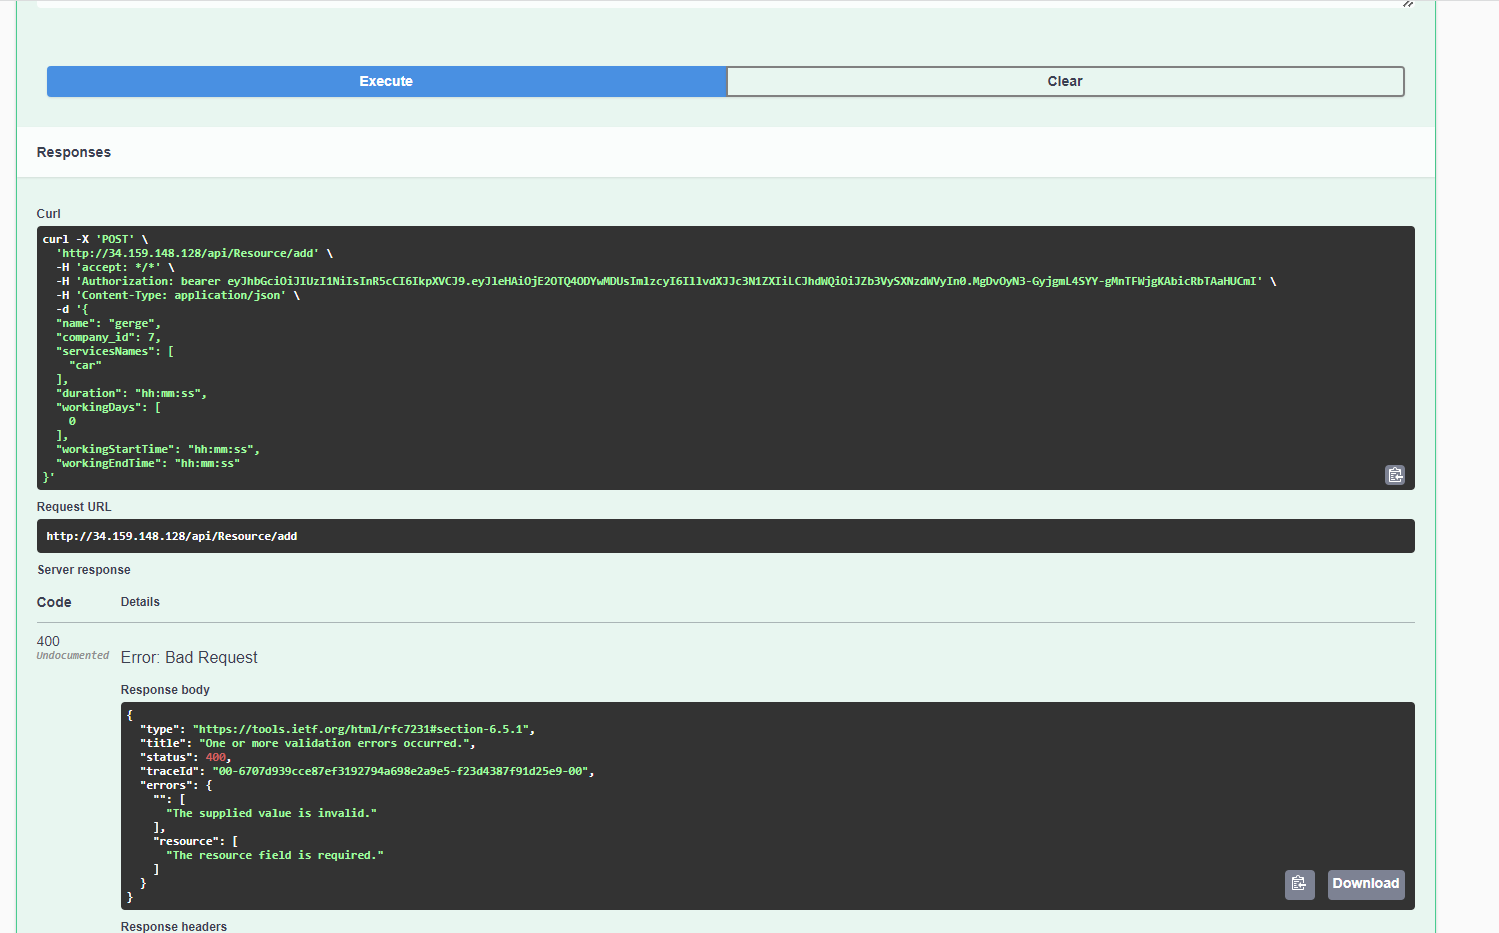 Execute
Clear
Responses
Curl
curl -X 'POST' \
'http://34.159.148.128/api/Resource/add' \
-H 'accept: */*' \
-H 'Authorization: bearer eyJhbGciOiJIUzI1NiIsInR5cCI6IkpXVCJ9.eyJleHAiOjE2OTQ4ODYwMDUsImlzcyI6IllvdXJJc3N1ZXIiLCJhdWQiOiJZb3VySXNzdWVyIn0.MgDvOyN3-GyjgmL4SYY-gMnTFWjgKAbicRbTAaHUCmI' \
-H 'Content-Type: application/json' \
-d '{
"name": "gerge",
"company_id": 7,
"servicesNames": [
"car"
],
"duration": "hh:mm:ss",
"workingDays": [
0
],
"workingStartTime": "hh:mm:ss",
"workingEndTime": "hh:mm:ss"
}'
Request URL
http://34.159.148.128/api/Resource/add
Server response
Code Details
400
Undocumented
Error: Bad Request
Response body
{
"type": "https://tools.ietf.org/html/rfc7231#section-6.5.1",
"title": "One or more validation errors occurred.",
"status": 400,
"traceId": "00-6707d939cce87ef3192794a698e2a9e5-f23d4387f91d25e9-00",
"errors": {
"": [
"The supplied value is invalid."
],
"resource": [
"The resource field is required."
]
}
}
Download
Response headers